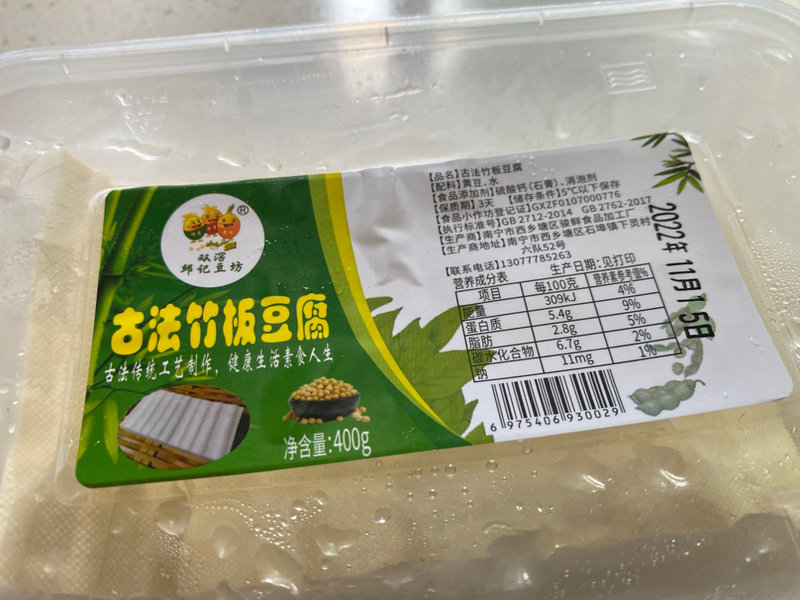 ®
双滘
邱记豆坊
古法竹板豆腐
古法传统工艺制作，健康生活素食人生
净含量:400g
【品名】古法竹板豆腐
【配料】黄豆、水
【食品添加剂】硫酸钙(石膏)、消泡剂
【保质期】3天 【储存条件】5°C以下保存
【食品小作坊登记证】GXZF0107000776
【执行标准号】GB 2712-2014 GB 2762-2017
【生产商】南宁市西乡塘区骏鲜食品加工厂
【生产商地址】南宁市西乡塘区石埠镇下灵村
六队52号
【联系电话】13077785263
生产日期:见打印
营养成分表
项目 每100克 营养素参考值%
能量 309kJ 4%
蛋白质 5.4g 9%
脂肪 2.8g 5%
碳水化合物 6.7g 2%
钠 11mg 1%
6 975406 930029
2022年 11月 15日